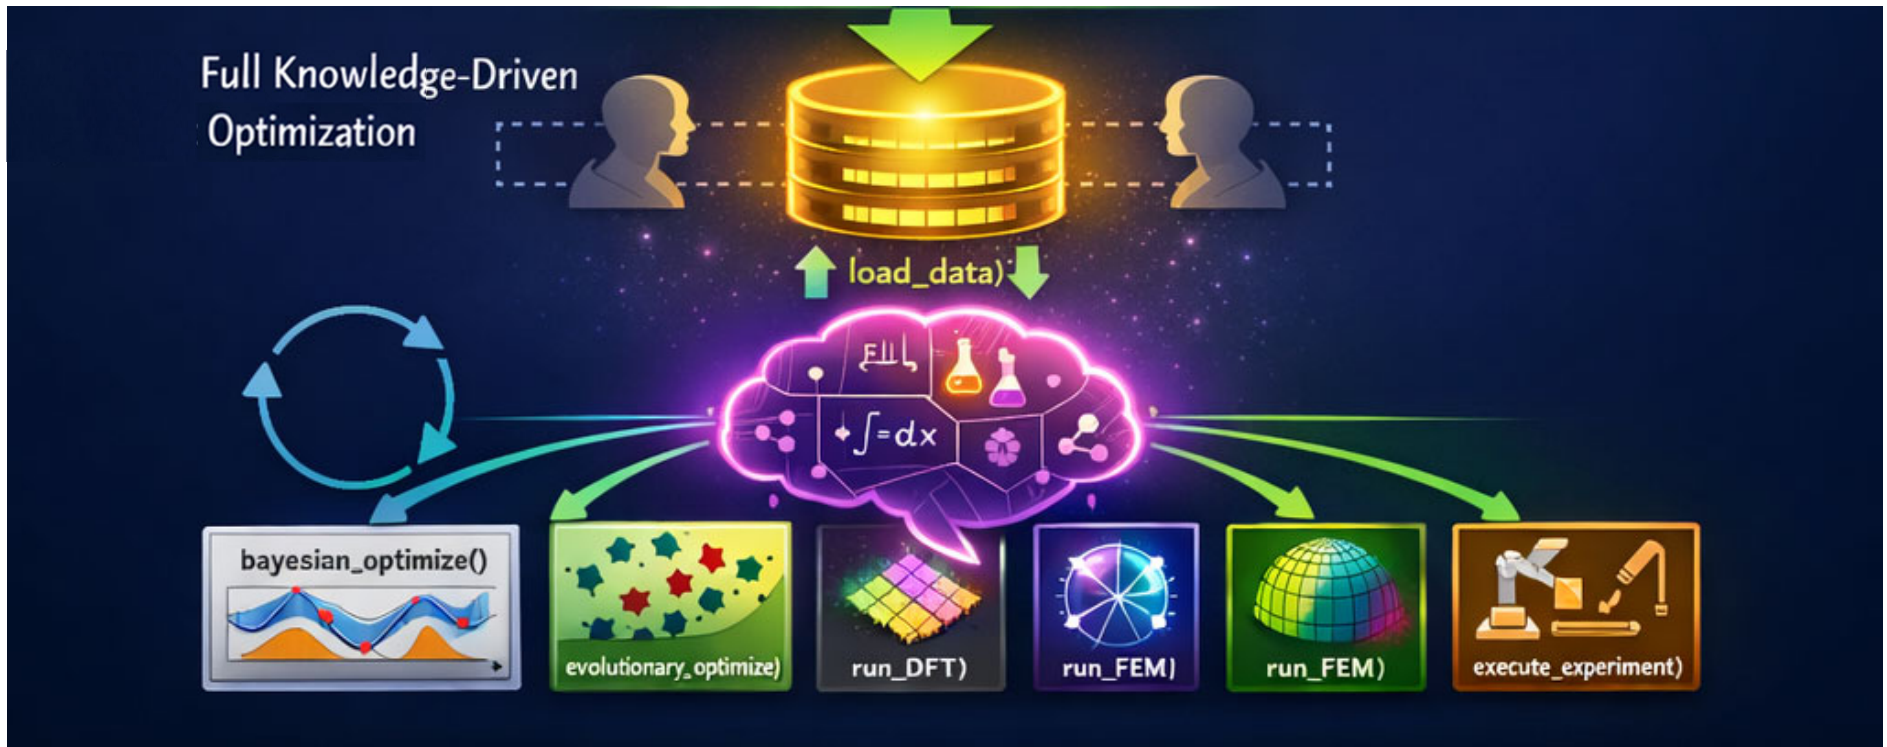 Full Knowledge-Driven
Optimization
load_data)
∫=dx
bayesian_optimize()
evolutionary_optimize)
run_DFT)
run_FEM)
run_FEM)
execute_experiment)